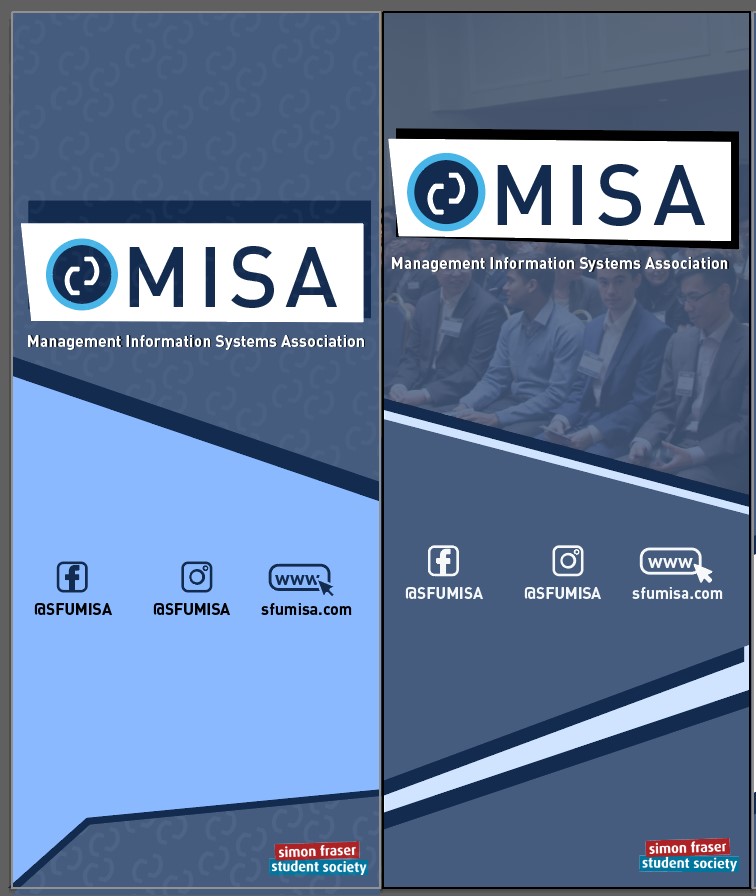 MISA
Management Information Systems Association
@SFUMISA
@SFUMISA
www.
sfumisa.com
simon fraser
student society
MISA
Management Information Systems Association
@SFUMISA
@SFUMISA
www.
sfumisa.com
simon fraser
student society